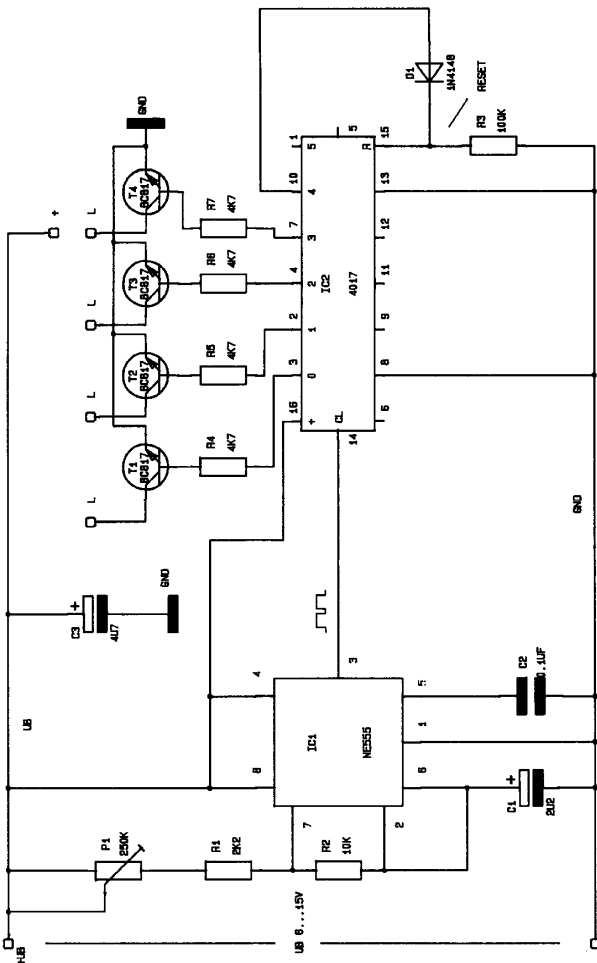 +UB
UB
+
C3
+
4U7
GND
L
L
L
L
T1
BC817
T2
BC817
T3
BC817
T4
BC817
GND
P1
250K
R1
2K2
R4
4K7
R5
4K7
R6
4K7
R7
4K7
8
4
IC1
NE555
7
2
3
6
1
5
R2
10K
16
3
2
4
7
10
1
+
0
1
2
3
4
5
IC2
4017
CL
R
14
6
8
9
11
12
13
5
15
D1
1N4148
RESET
R3
100K
C1
+
2U2
C2
0.1UF
UB 6...15V
GND